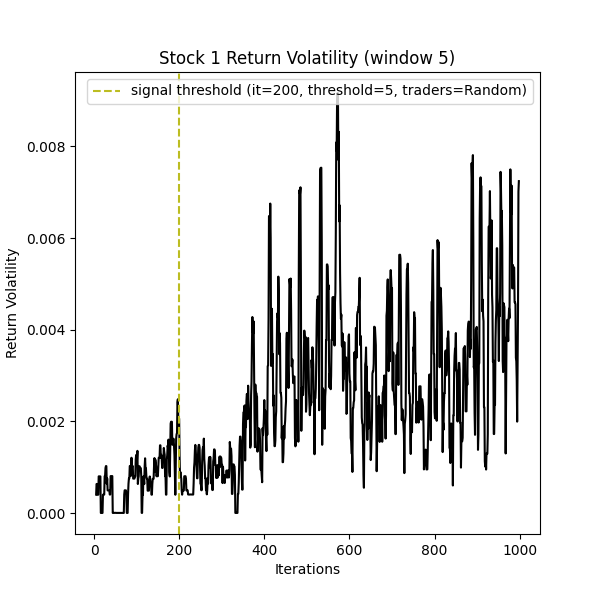 Stock 1 Return Volatility (window 5)
signal threshold (it=200, threshold=5, traders=Random)
0.008
0.006
0.004
0.002
0.000
Return Volatility
0
200
400
600
800
1000
Iterations